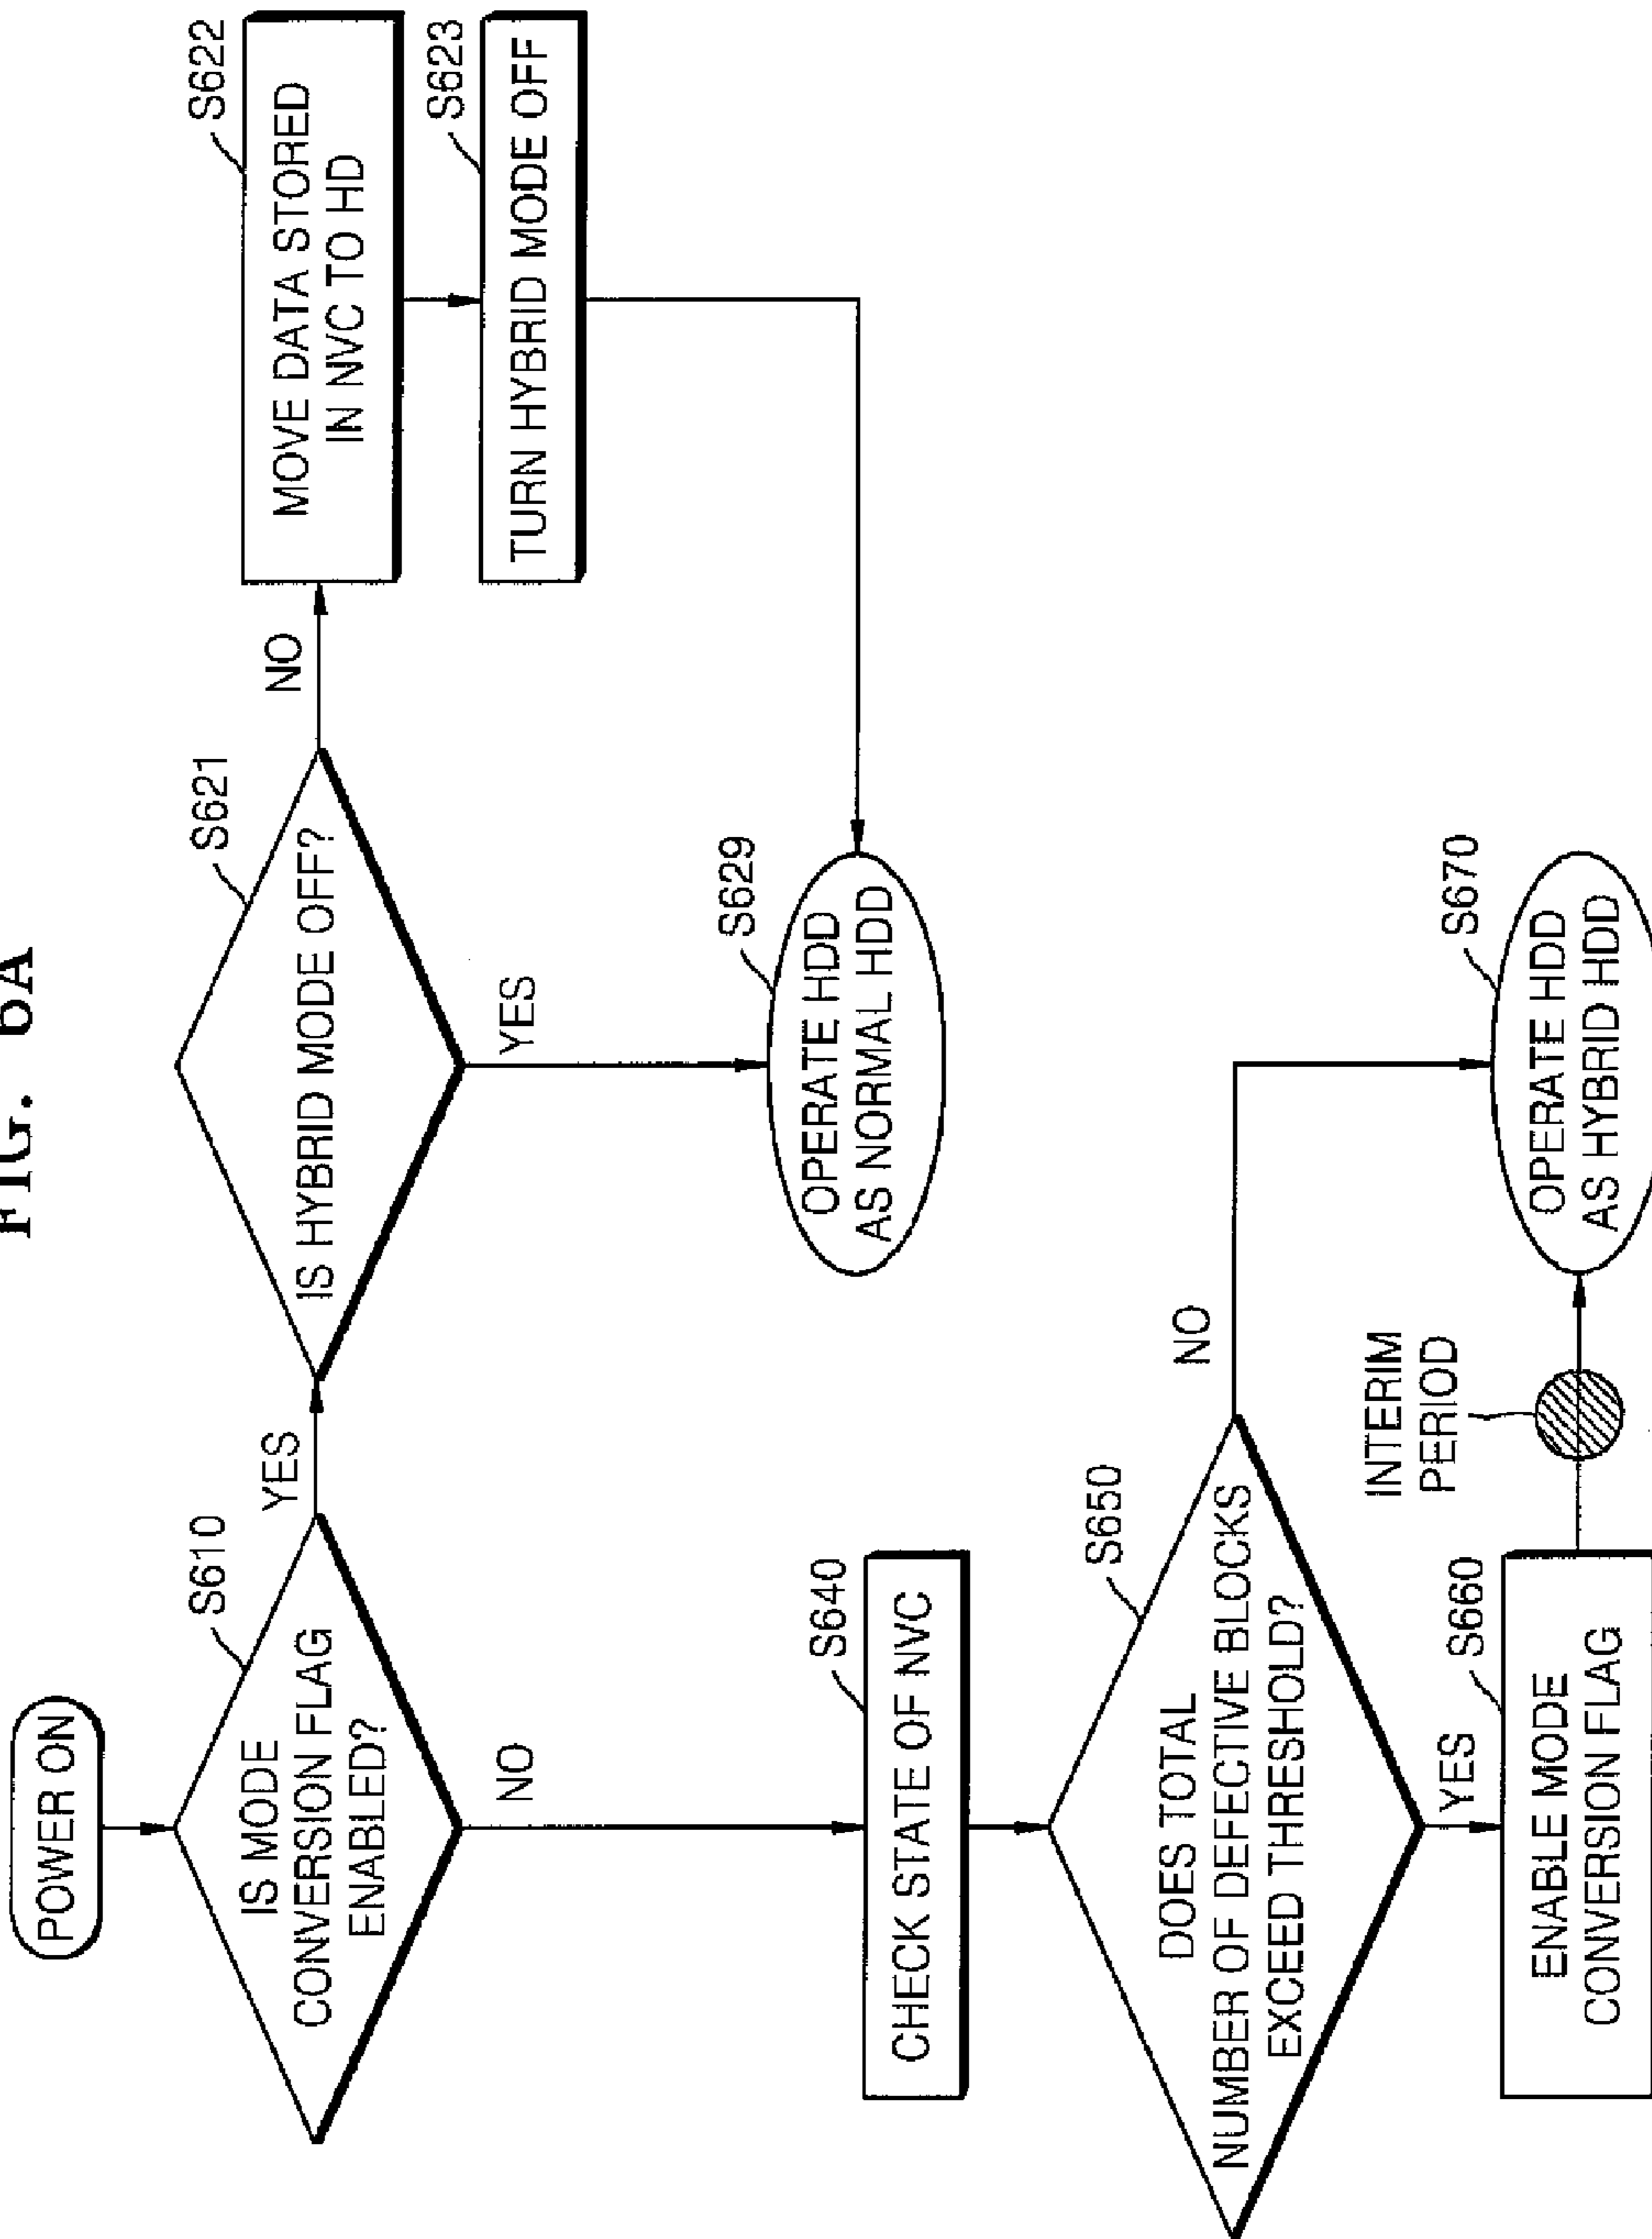 FIG. 6A
POWER ON
S610
IS MODE
CONVERSION FLAG
ENABLED?
YES
NO
S621
IS HYBRID MODE OFF?
NO
YES
S622
MOVE DATA STORED
IN NVC TO HD
S623
TURN HYBRID MODE OFF
S629
OPERATE HDD
AS NORMAL HDD
S640
CHECK STATE OF NVC
S650
DOES TOTAL
NUMBER OF DEFECTIVE BLOCKS
EXCEED THRESHOLD?
NO
YES
S660
ENABLE MODE
CONVERSION FLAG
INTERIM
PERIOD
S670
OPERATE HDD
AS HYBRID HDD